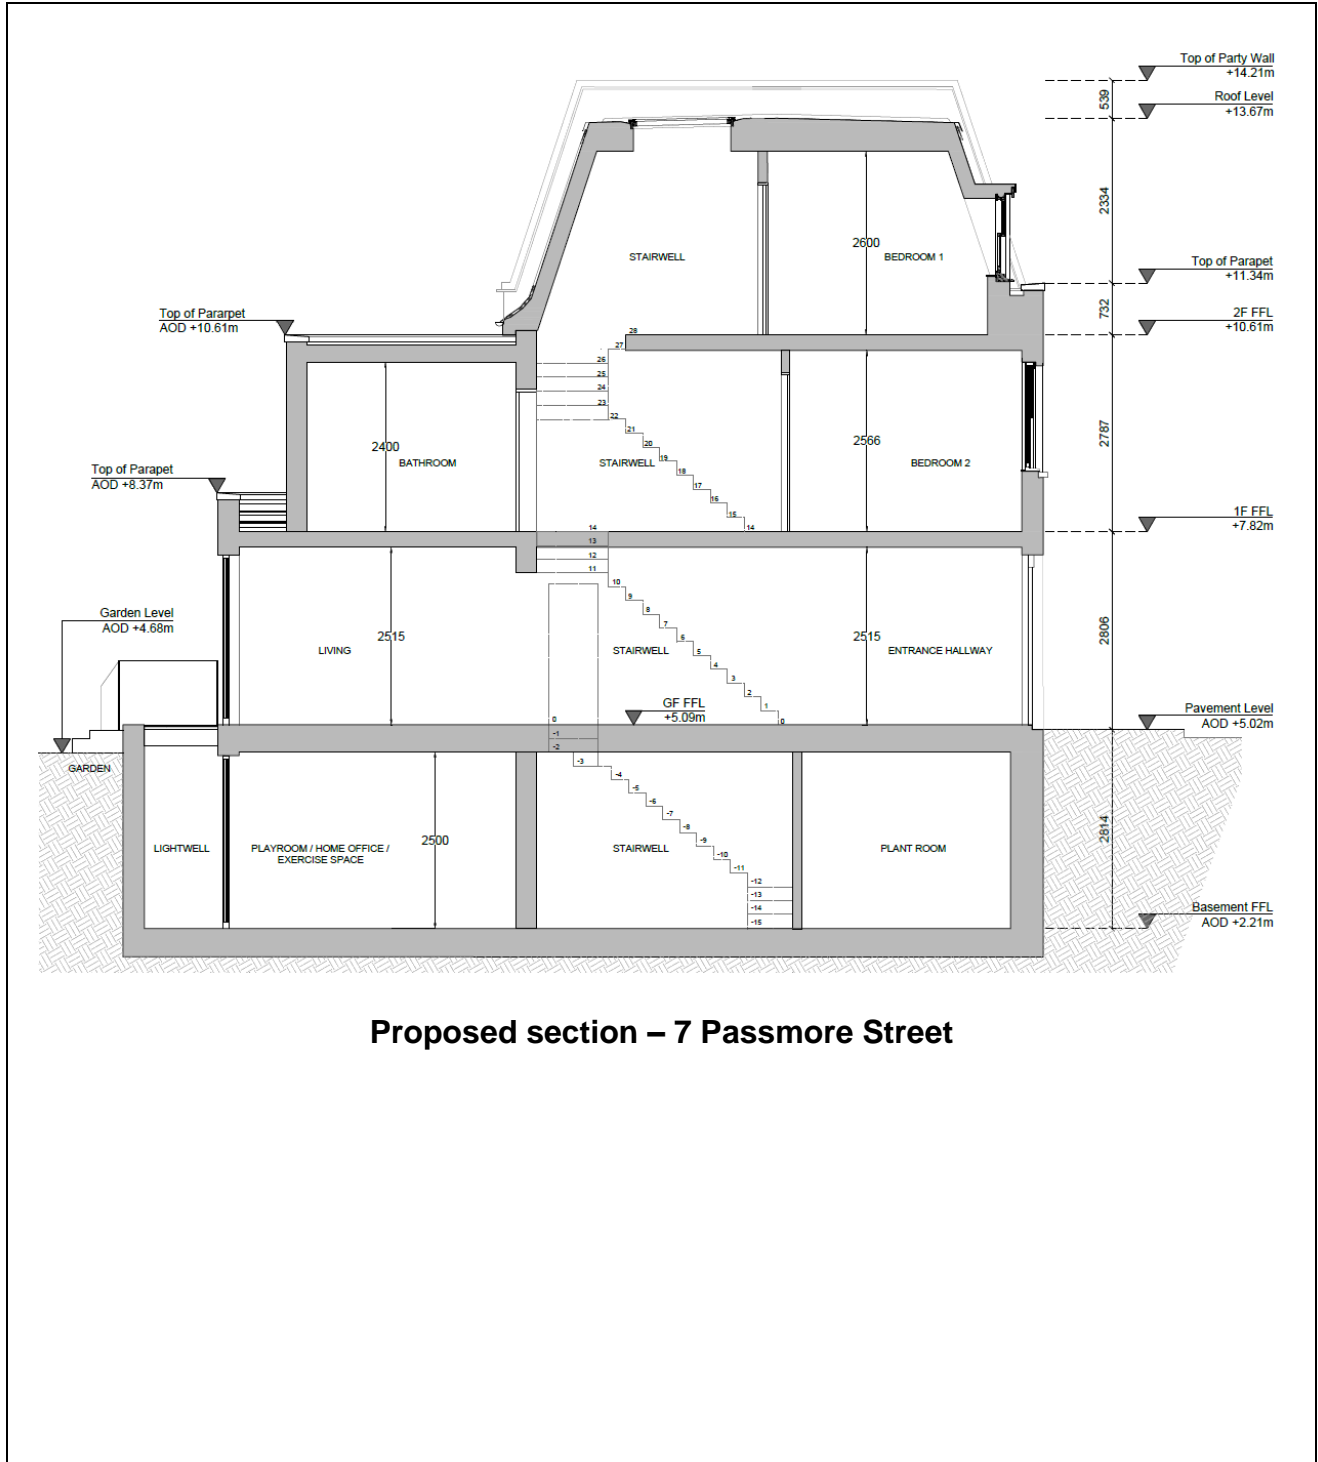 Top of Party Wall
+14.21m
539
Roof Level
+13.67m
2334
2600
STAIRWELL
BEDROOM 1
Top of Parapet
+11.34m
732
2F FFL
+10.61m
Top of Pararpet
AOD +10.61m
28
27
26
25
24
23
22
21
20
19
18
17
16
15
14
2787
2400
2566
BATHROOM
STAIRWELL
BEDROOM 2
Top of Parapet
AOD +8.37m
1F FFL
+7.82m
14
13
12
11
10
9
8
7
6
5
4
3
2
1
0
Garden Level
AOD +4.68m
2806
2515
2515
LIVING
STAIRWELL
ENTRANCE HALLWAY
GF FFL
+5.09m
Pavement Level
AOD +5.02m
0
-1
-2
-3
-4
-5
-6
-7
-8
-9
-10
-11
-12
-13
-14
-15
GARDEN
2814
2500
LIGHTWELL
PLAYROOM / HOME OFFICE /
EXERCISE SPACE
STAIRWELL
PLANT ROOM
Basement FFL
AOD +2.21m
Proposed section – 7 Passmore Street